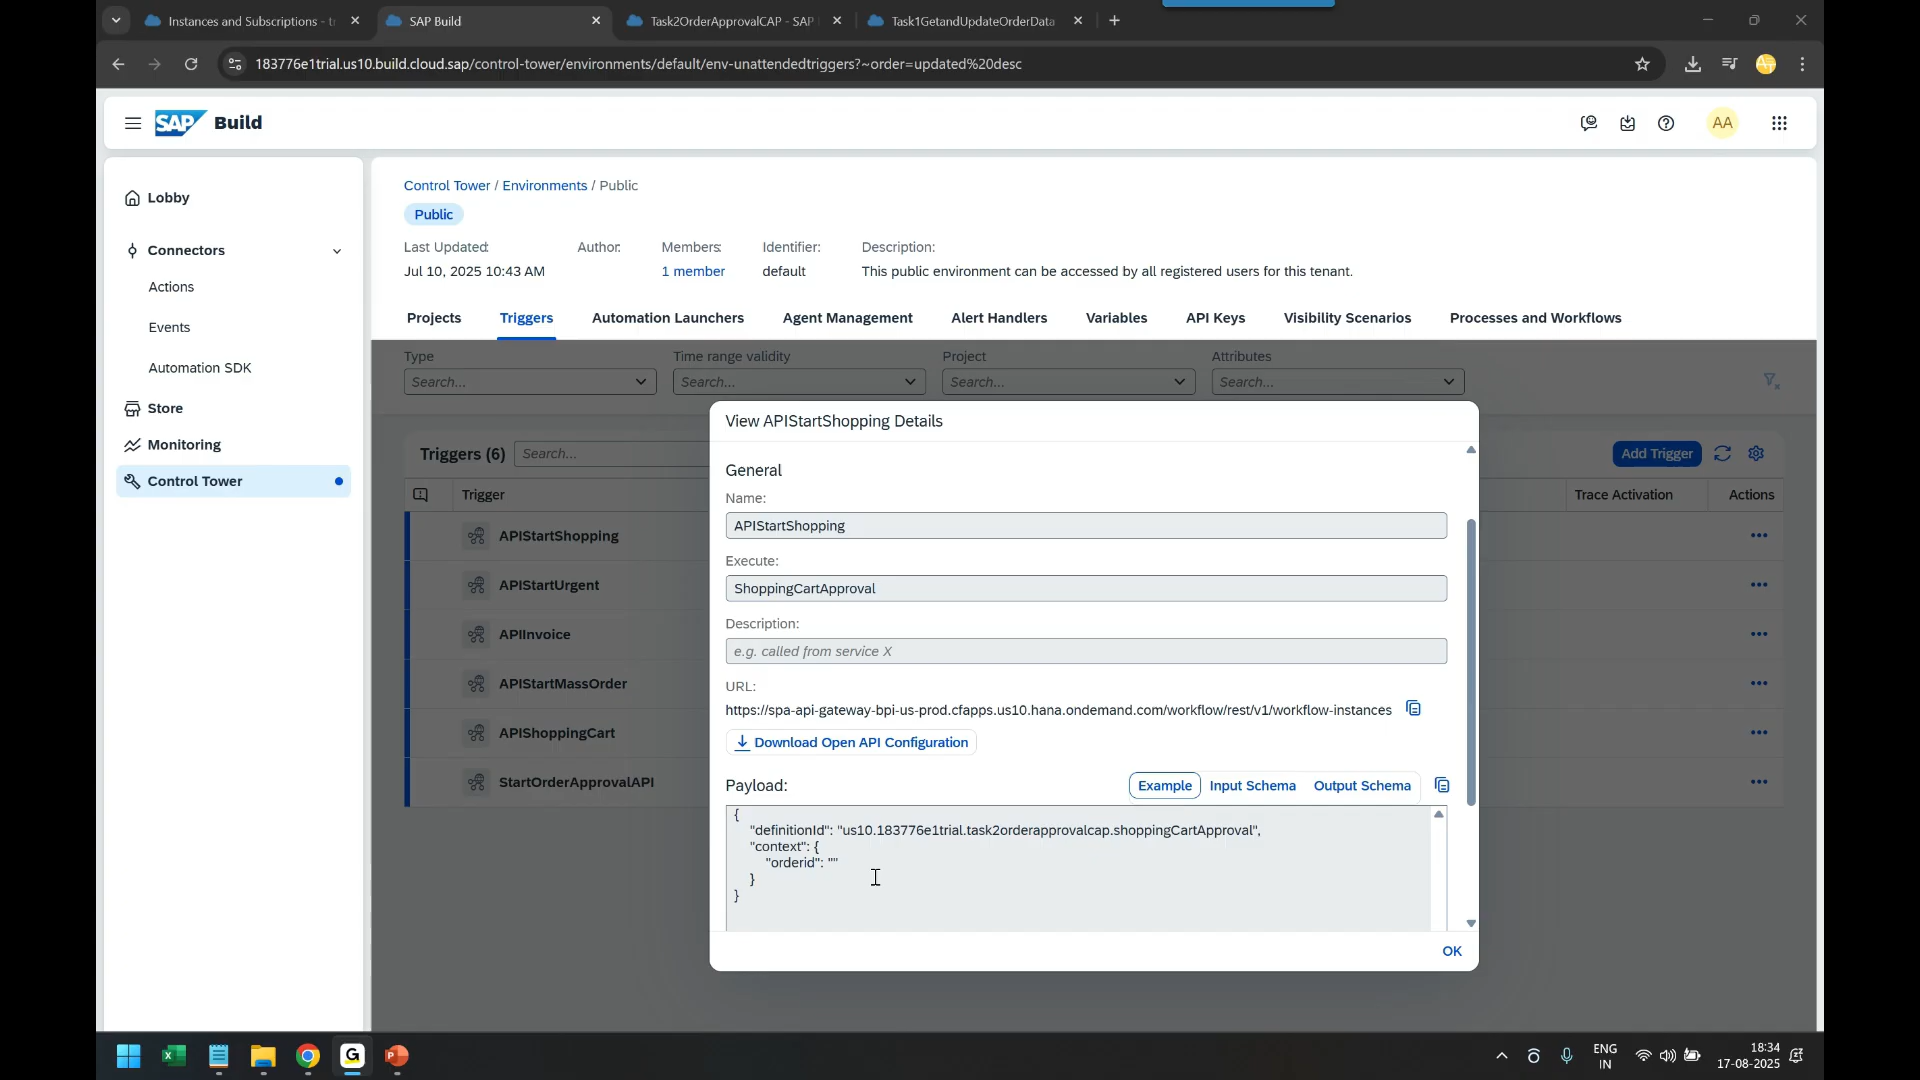 Instances and Subscriptions - tr
SAP Build
Task2OrderApprovalCAP - SAP
Task1GetandUpdateOrderData
183776e1trial.us10.build.cloud.sap/control-tower/environments/default/env-unattendedtriggers?~order=updated%20desc
SAP Build
AA
Lobby
Connectors
Actions
Events
Automation SDK
Store
Monitoring
Control Tower
Control Tower / Environments / Public
Public
Last Updated: Author: Members: Identifier: Description:
Jul 10, 2025 10:43 AM 1 member default This public environment can be accessed by all registered users for this tenant.
Projects Triggers Automation Launchers Agent Management Alert Handlers Variables API Keys Visibility Scenarios Processes and Workflows
Type Time range validity Project Attributes
Search... Search... Search... Search...
Triggers (6) Search... Add Trigger
Trigger Trace Activation Actions
APIStartShopping
APIStartUrgent
APIInvoice
APIStartMassOrder
APIShoppingCart
StartOrderApprovalAPI
View APIStartShopping Details
General
Name:
APIStartShopping
Execute:
ShoppingCartApproval
Description:
e.g. called from service X
URL:
https://spa-api-gateway-bpi-us-prod.cfapps.us10.hana.ondemand.com/workflow/rest/v1/workflow-instances
Download Open API Configuration
Payload: Example Input Schema Output Schema
{
"definitionId": "us10.183776e1trial.task2orderapprovalcap.shoppingCartApproval",
"context": {
"orderid": ""
}
}
OK
ENG
IN
18:34
17-08-2025